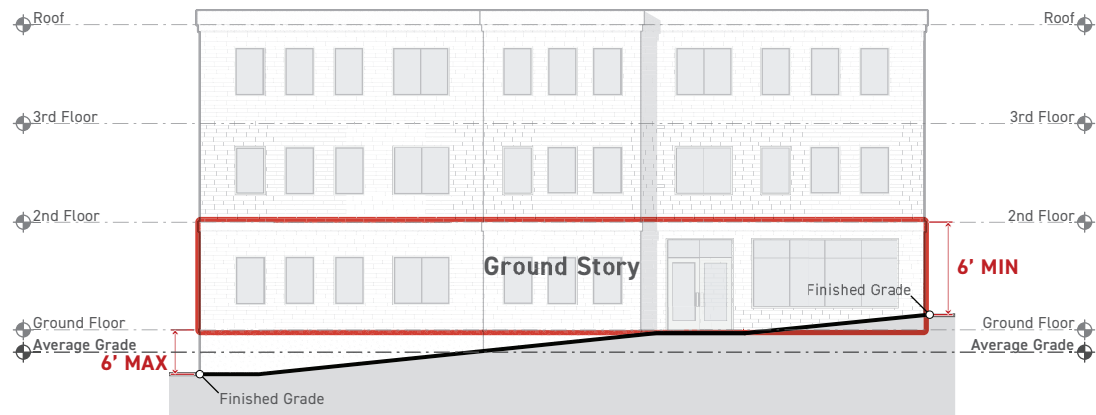 Roof
Roof
3rd Floor
3rd Floor
2nd Floor
2nd Floor
Ground Story
6’ MIN
Finished Grade
Ground Floor
Ground Floor
Average Grade
Average Grade
6’ MAX
Finished Grade